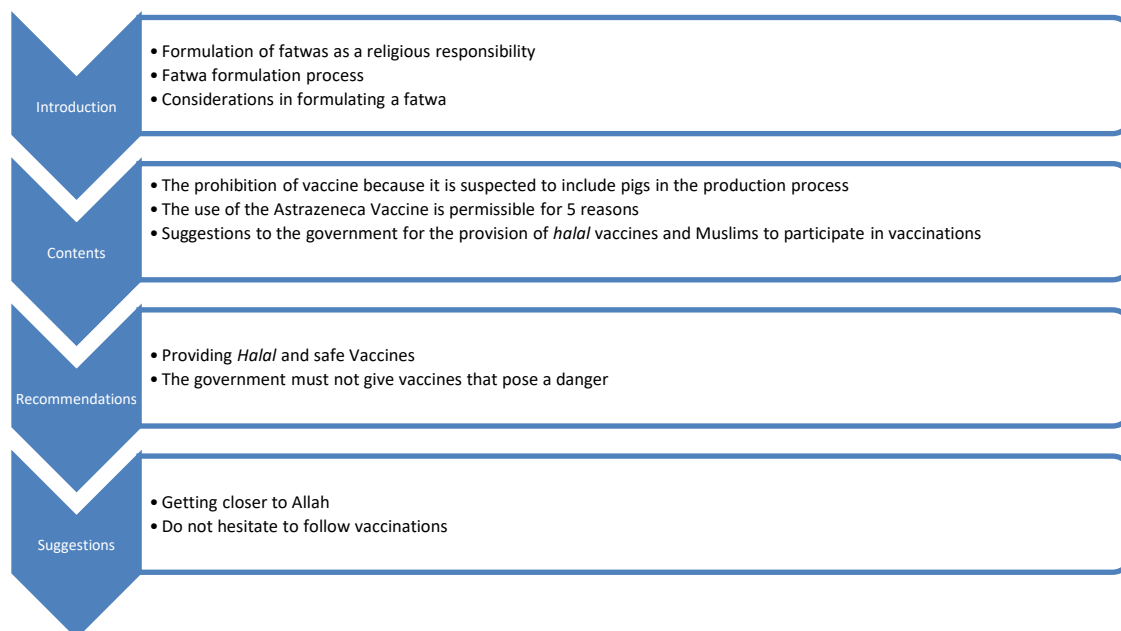 Introduction
• Formulation of fatwas as a religious responsibility
• Fatwa formulation process
• Considerations in formulating a fatwa
Contents
• The prohibition of vaccine because it is suspected to include pigs in the production process
• The use of the Astrazeneca Vaccine is permissible for 5 reasons
• Suggestions to the government for the provision of halal vaccines and Muslims to participate in vaccinations
Recommendations
• Providing Halal and safe Vaccines
• The government must not give vaccines that pose a danger
Suggestions
• Getting closer to Allah
• Do not hesitate to follow vaccinations